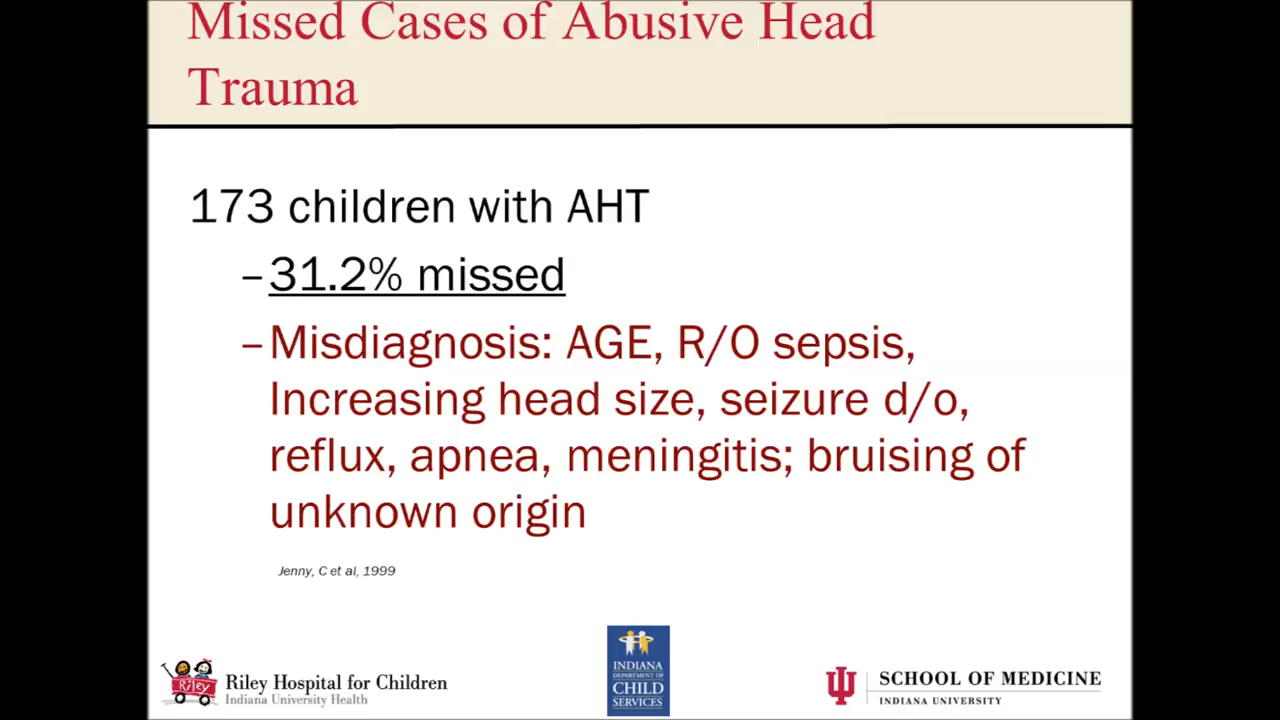 Missed Cases of Abusive Head
Trauma
173 children with AHT
–31.2% missed
–Misdiagnosis: AGE, R/O sepsis,
Increasing head size, seizure d/o,
reflux, apnea, meningitis; bruising of
unknown origin
Jenny, C et al, 1999
Riley
Riley Hospital for Children
Indiana University Health
INDIANA
DEPARTMENT OF
CHILD
SERVICES
SCHOOL OF MEDICINE
INDIANA UNIVERSITY